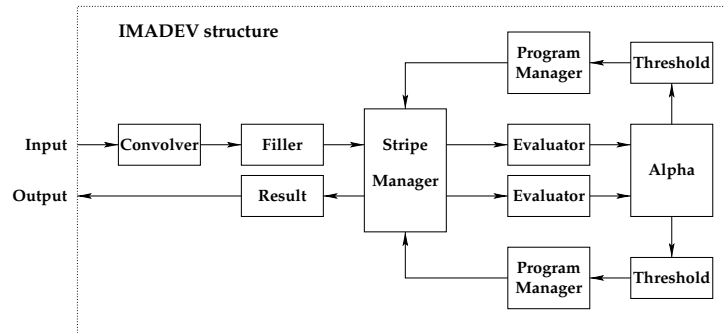 IMADEV structure
Program
Manager
Threshold
Input
Convolver
Filler
Stripe
Manager
Evaluator
Alpha
Output
Result
Evaluator
Program
Manager
Threshold